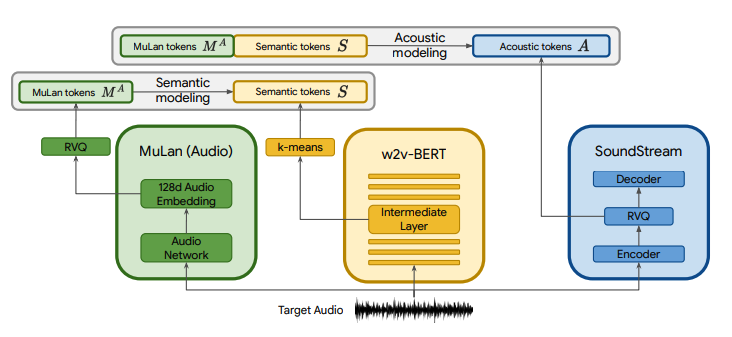 MuLan tokens M^A
Semantic tokens S
Acoustic
modeling
Acoustic tokens A
MuLan tokens M^A
Semantic
modeling
Semantic tokens S
RVQ
MuLan (Audio)
128d Audio
Embedding
Audio
Network
k-means
w2v-BERT
Intermediate
Layer
SoundStream
Decoder
RVQ
Encoder
Target Audio